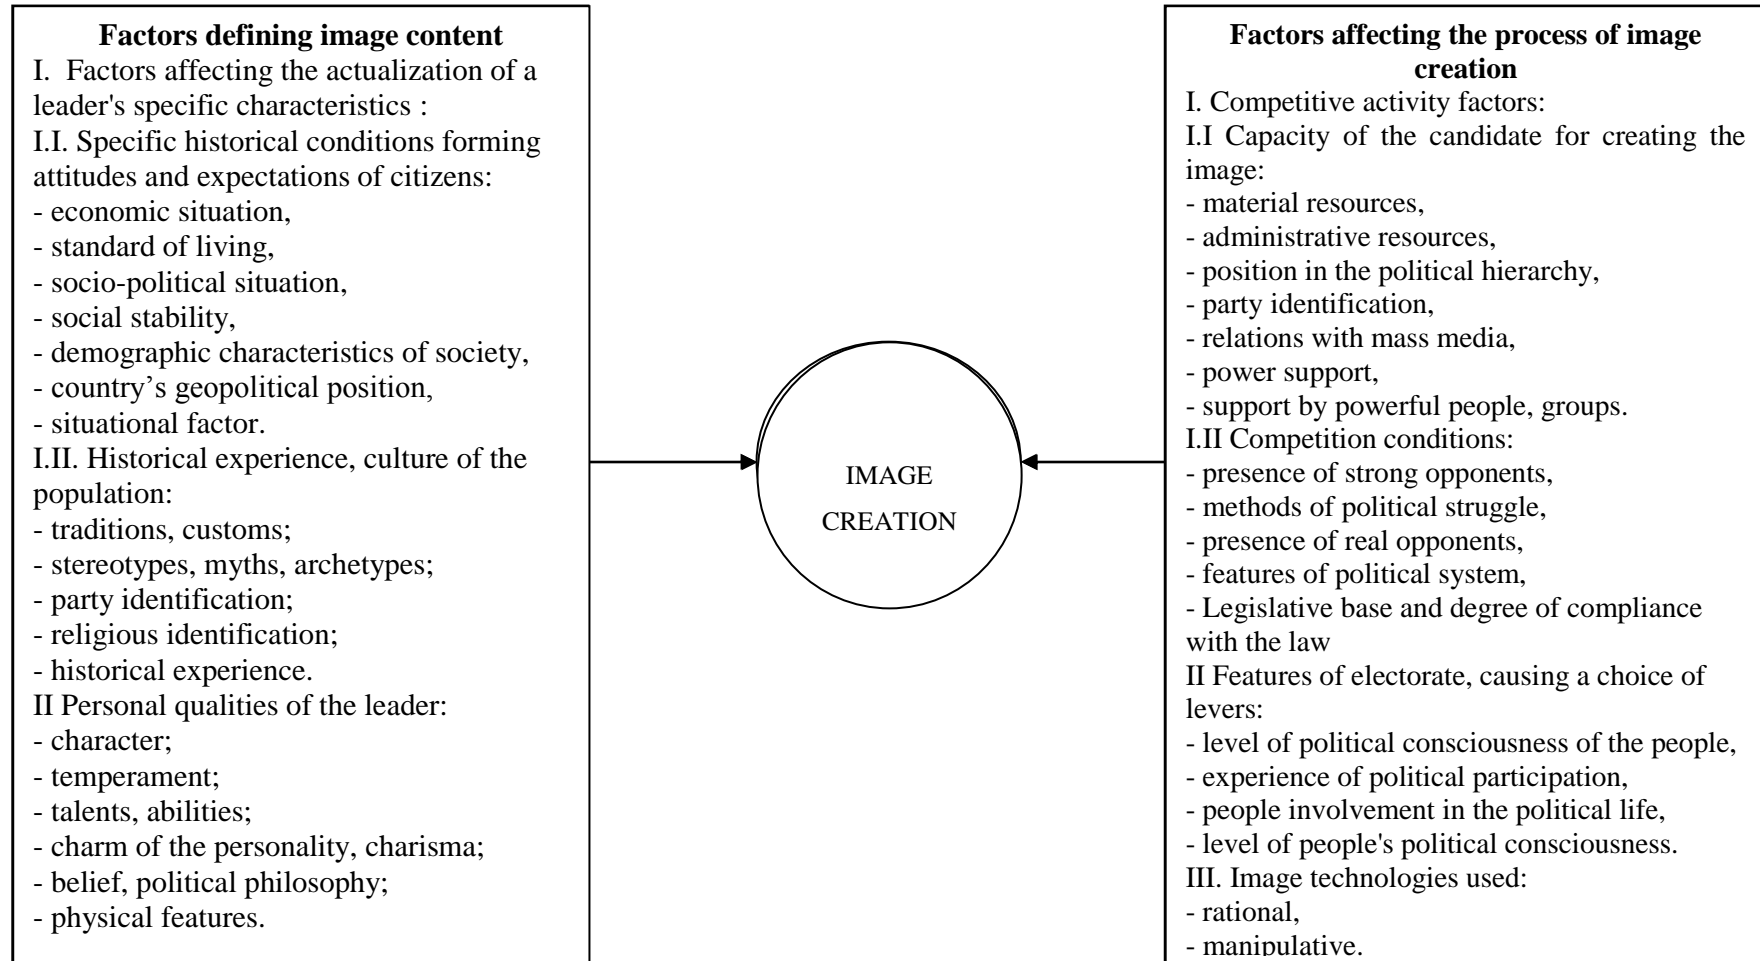 Factors defining image content
I. Factors affecting the actualization of a
leader's specific characteristics :
I.I. Specific historical conditions forming
attitudes and expectations of citizens:
- economic situation,
- standard of living,
- socio-political situation,
- social stability,
- demographic characteristics of society,
- country’s geopolitical position,
- situational factor.
I.II. Historical experience, culture of the
population:
- traditions, customs;
- stereotypes, myths, archetypes;
- party identification;
- religious identification;
- historical experience.
II Personal qualities of the leader:
- character;
- temperament;
- talents, abilities;
- charm of the personality, charisma;
- belief, political philosophy;
- physical features.
IMAGE
CREATION
Factors affecting the process of image
creation
I. Competitive activity factors:
I.I Capacity of the candidate for creating the
image:
- material resources,
- administrative resources,
- position in the political hierarchy,
- party identification,
- relations with mass media,
- power support,
- support by powerful people, groups.
I.II Competition conditions:
- presence of strong opponents,
- methods of political struggle,
- presence of real opponents,
- features of political system,
- Legislative base and degree of compliance
with the law
II Features of electorate, causing a choice of
levers:
- level of political consciousness of the people,
- experience of political participation,
- people involvement in the political life,
- level of people's political consciousness.
III. Image technologies used:
- rational,
- manipulative.